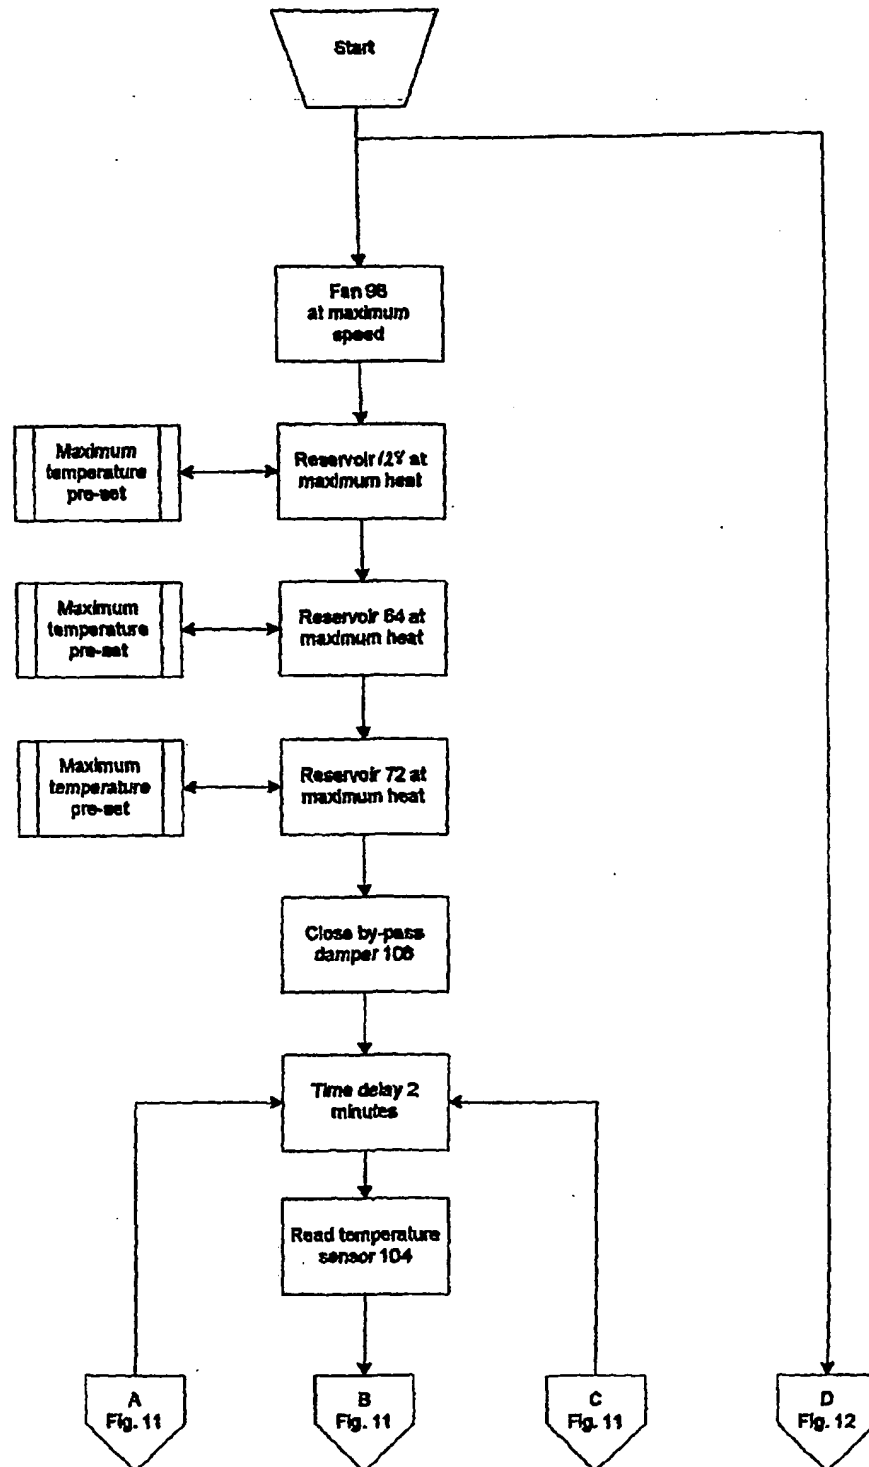 Start
Fan 98
at maximum
speed
Maximum
temperature
pre-set
Reservoir 128 at
maximum heat
Maximum
temperature
pre-set
Reservoir 64 at
maximum heat
Maximum
temperature
pre-set
Reservoir 72 at
maximum heat
Close by-pass
damper
Time delay 2
minutes
Read temperature
sensor 104
A
Fig. 11
B
Fig. 11
C
Fig. 11
D
Fig. 12